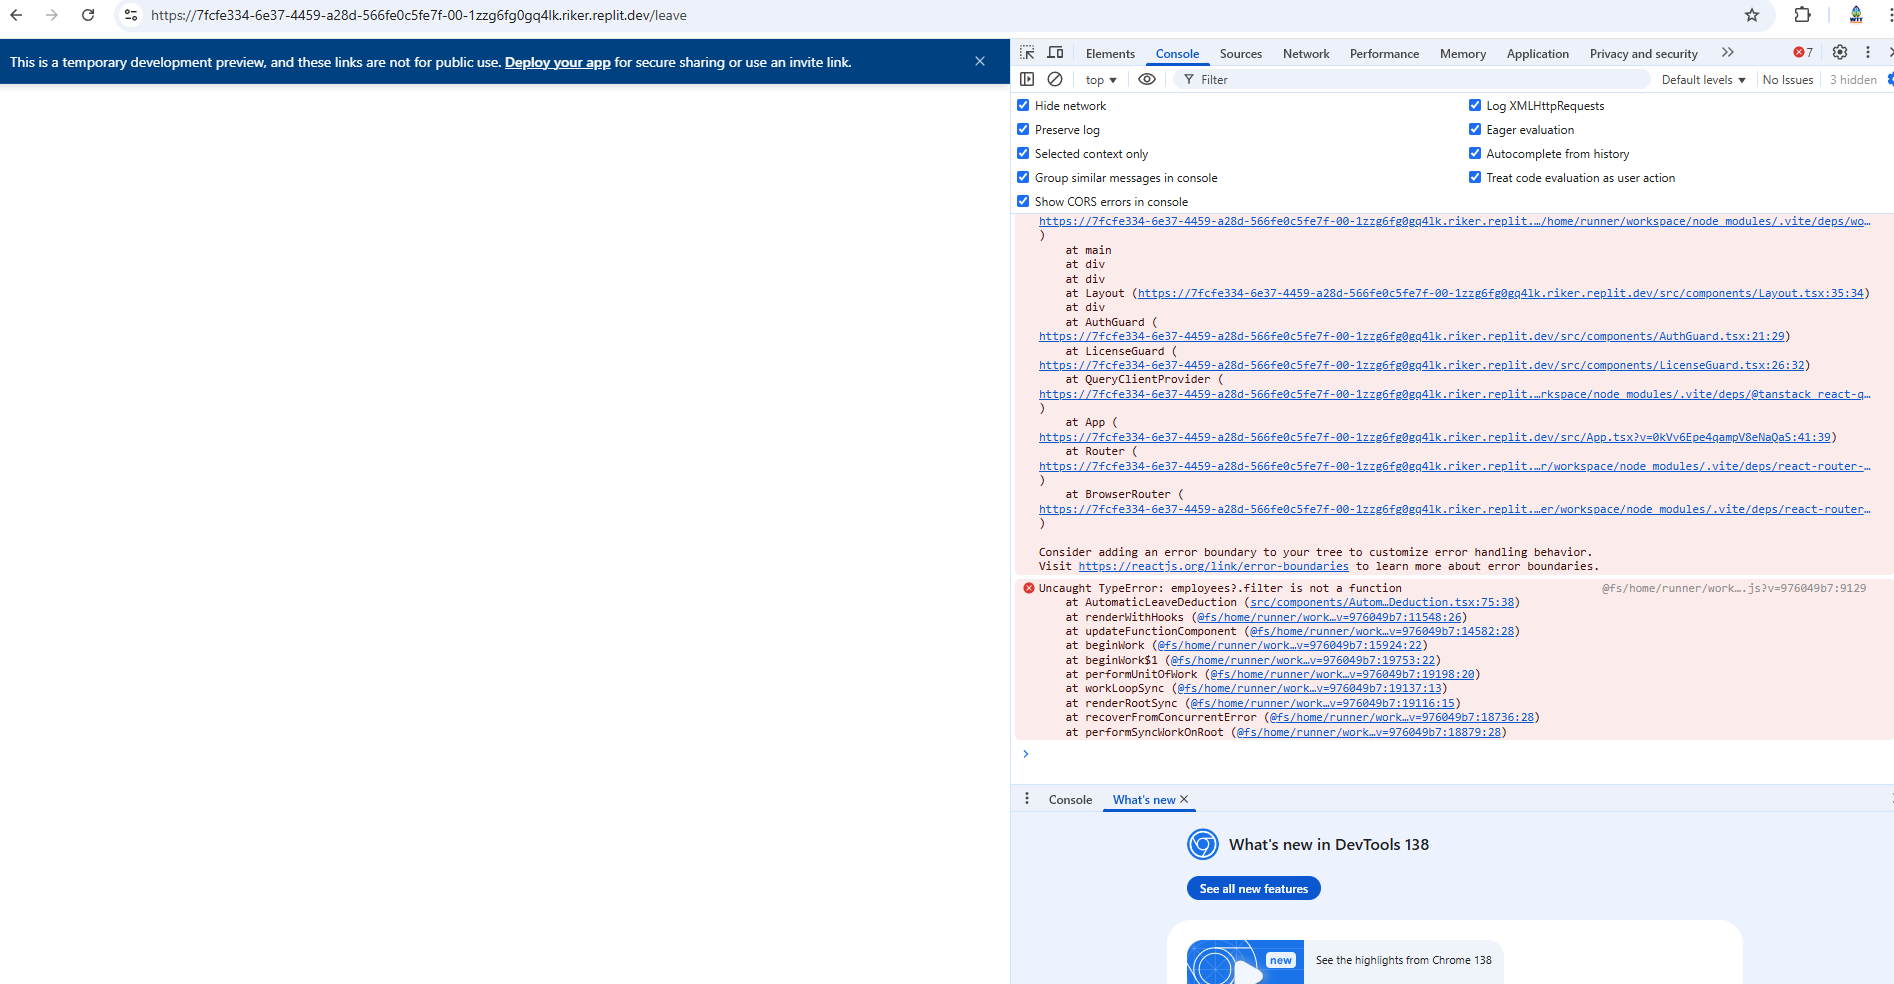 https://7fcfe334-6e37-4459-a28d-566fe0c5fe7f-00-1zzg6fg0gq4lk.riker.replit.dev/leave
WTT
This is a temporary development preview, and these links are not for public use. Deploy your app for secure sharing or use an invite link.
Elements Console Sources Network Performance Memory Application Privacy and security 7
top Filter Default levels No Issues 3 hidden
Hide network Log XMLHttpRequests
Preserve log Eager evaluation
Selected context only Autocomplete from history
Group similar messages in console Treat code evaluation as user action
Show CORS errors in console
https://7fcfe334-6e37-4459-a28d-566fe0c5fe7f-00-1zzg6fg0gq4lk.riker.replit.…/home/runner/workspace/node_modules/.vite/deps/wo…
)
at main
at div
at div
at Layout (https://7fcfe334-6e37-4459-a28d-566fe0c5fe7f-00-1zzg6fg0gq4lk.riker.replit.dev/src/components/Layout.tsx:35:34)
at div
at AuthGuard (
https://7fcfe334-6e37-4459-a28d-566fe0c5fe7f-00-1zzg6fg0gq4lk.riker.replit.dev/src/components/AuthGuard.tsx:21:29)
at LicenseGuard (
https://7fcfe334-6e37-4459-a28d-566fe0c5fe7f-00-1zzg6fg0gq4lk.riker.replit.dev/src/components/LicenseGuard.tsx:26:32)
at QueryClientProvider (
https://7fcfe334-6e37-4459-a28d-566fe0c5fe7f-00-1zzg6fg0gq4lk.riker.replit.…rkspace/node_modules/.vite/deps/@tanstack_react-q…
)
at App (
https://7fcfe334-6e37-4459-a28d-566fe0c5fe7f-00-1zzg6fg0gq4lk.riker.replit.dev/src/App.tsx?v=0kVv6Epe4qampV8eNaQaS:41:39)
at Router (
https://7fcfe334-6e37-4459-a28d-566fe0c5fe7f-00-1zzg6fg0gq4lk.riker.replit.…r/workspace/node_modules/.vite/deps/react-router-…
)
at BrowserRouter (
https://7fcfe334-6e37-4459-a28d-566fe0c5fe7f-00-1zzg6fg0gq4lk.riker.replit.…er/workspace/node_modules/.vite/deps/react-router…
)
Consider adding an error boundary to your tree to customize error handling behavior.
Visit https://reactjs.org/link/error-boundaries to learn more about error boundaries.
Uncaught TypeError: employees?.filter is not a function @fs/home/runner/work….js?v=976049b7:9129
at AutomaticLeaveDeduction (src/components/Autom…Deduction.tsx:75:38)
at renderWithHooks (@fs/home/runner/work…v=976049b7:11548:26)
at updateFunctionComponent (@fs/home/runner/work…v=976049b7:14582:28)
at beginWork (@fs/home/runner/work…v=976049b7:15924:22)
at beginWork$1 (@fs/home/runner/work…v=976049b7:19753:22)
at performUnitOfWork (@fs/home/runner/work…v=976049b7:19198:20)
at workLoopSync (@fs/home/runner/work…v=976049b7:19137:13)
at renderRootSync (@fs/home/runner/work…v=976049b7:19116:15)
at recoverFromConcurrentError (@fs/home/runner/work…v=976049b7:18736:28)
at performSyncWorkOnRoot (@fs/home/runner/work…v=976049b7:18879:28)
Console What's new
What's new in DevTools 138
See all new features
new See the highlights from Chrome 138